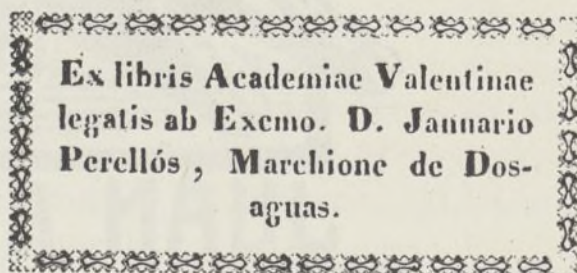 Ex libris Academiae Valentinae
legatis ab Excmo. D. Jannario
Perellós, Marchione de Dos-
aguas.